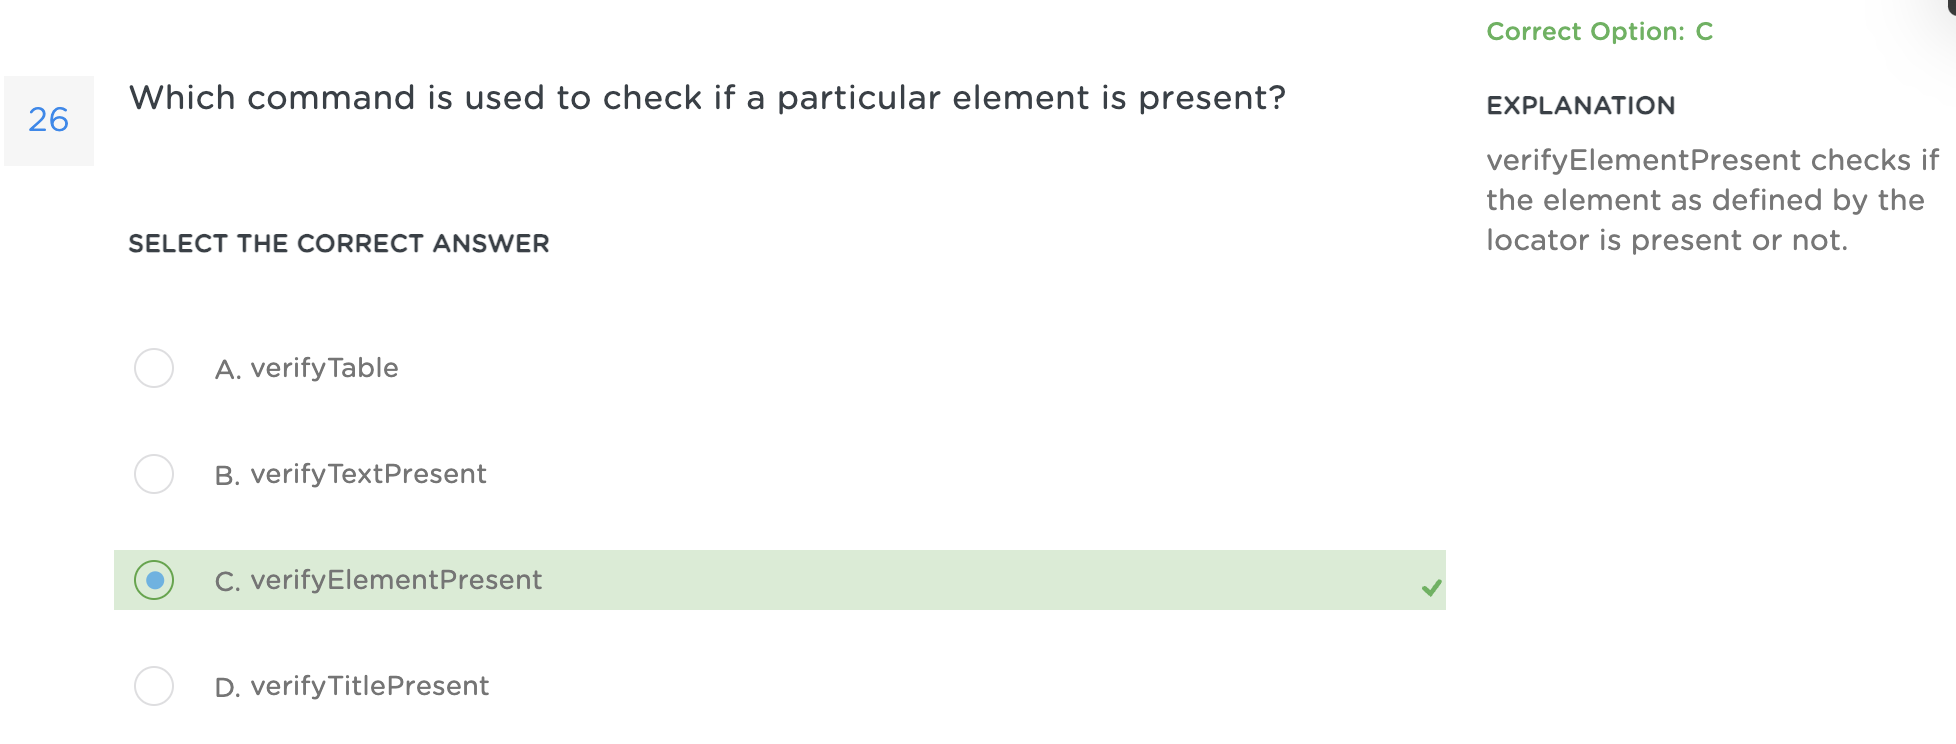 26
Which command is used to check if a particular element is present?
SELECT THE CORRECT ANSWER
A. verifyTable
B. verifyTextPresent
C. verifyElementPresent
D. verifyTitlePresent
Correct Option: C
EXPLANATION
verifyElementPresent checks if
the element as defined by the
locator is present or not.